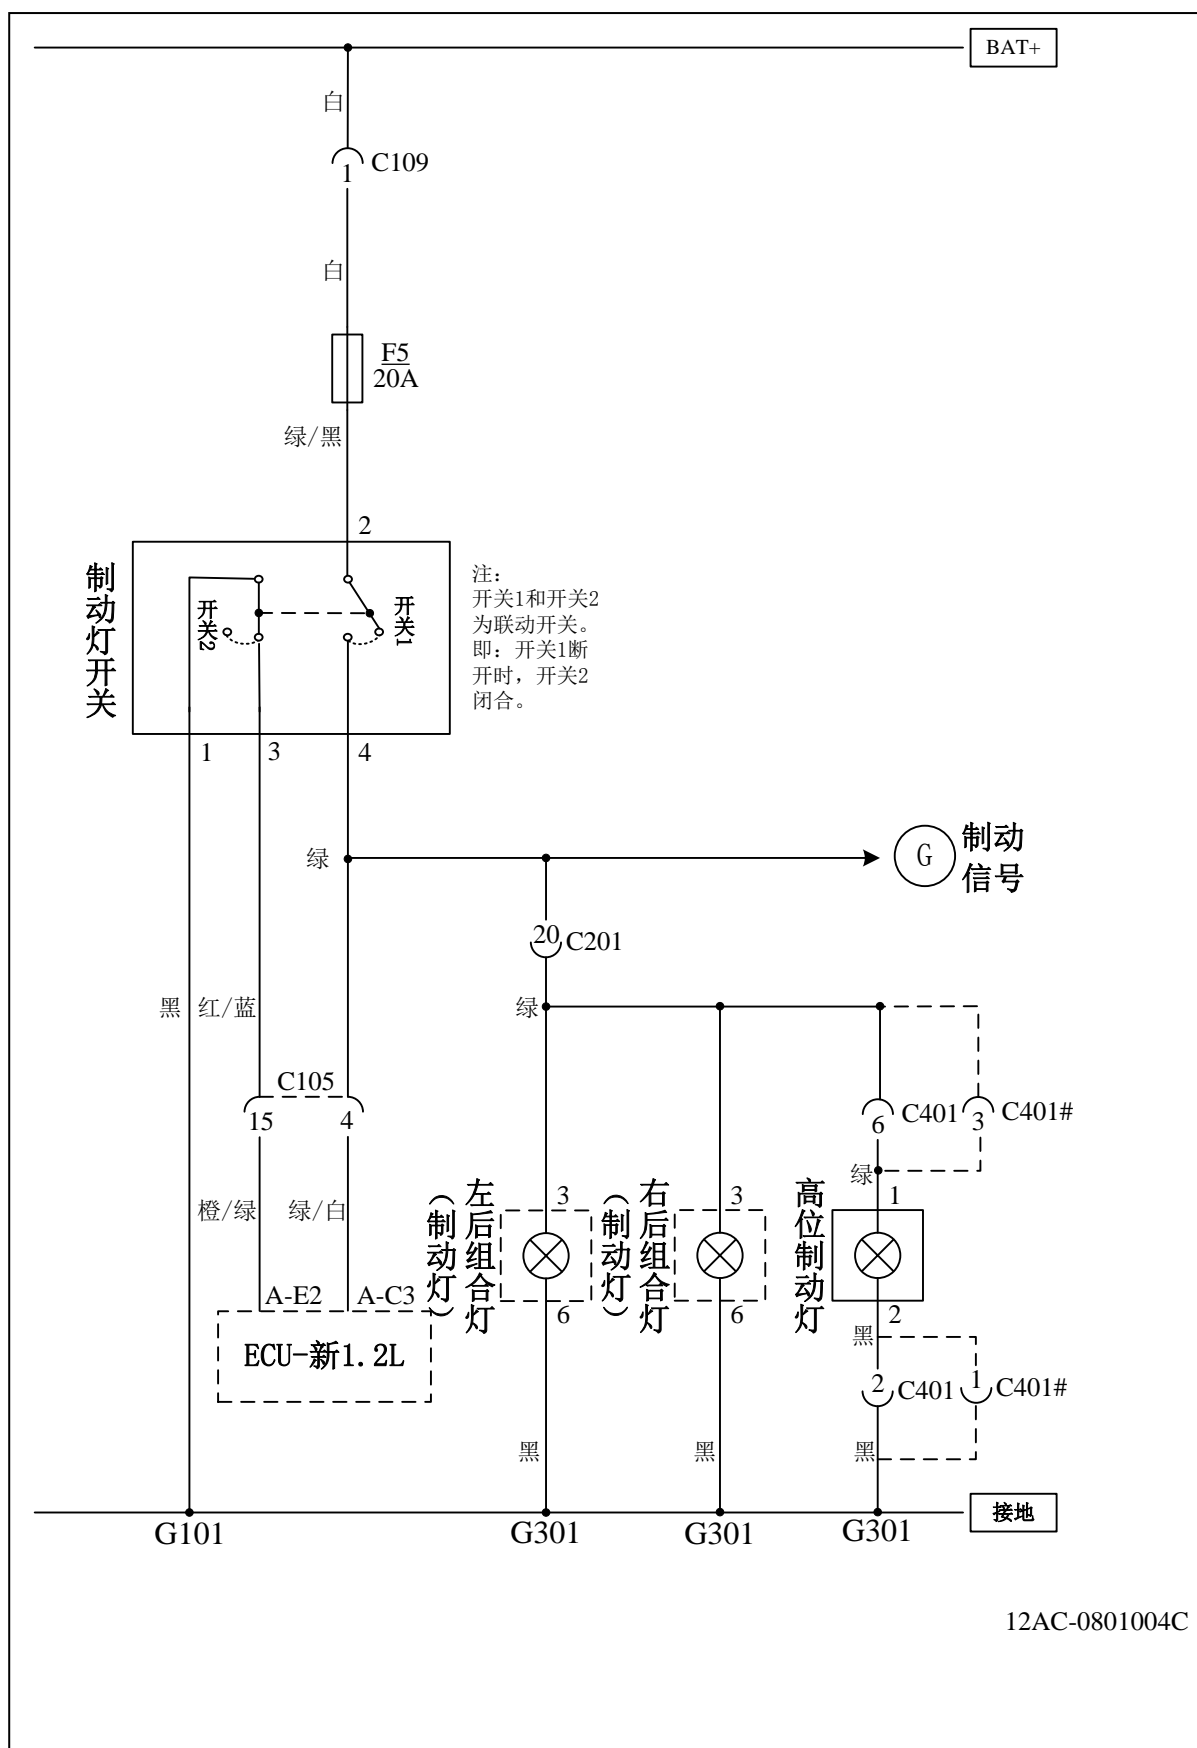 BAT+
白
1 C109
白
F5
20A
绿/黑
2
制动灯开关
开关2
开关1
注：
开关1和开关2
为联动开关。
即：开关1断
开时，开关2
闭合。
1 3 4
绿
G 制动
信号
20 C201
黑 红/蓝
绿
C105
15 4
6 C401 3 C401#
绿
橙/绿 绿/白
左后组合灯
（制动灯）
3
6
右后组合灯
（制动灯）
3
6
高位制动灯
1
2
A-E2 A-C3
ECU-新1.2L
黑
2 C401 1 C401#
黑 黑 黑
接地
G101 G301 G301 G301
12AC-0801004C